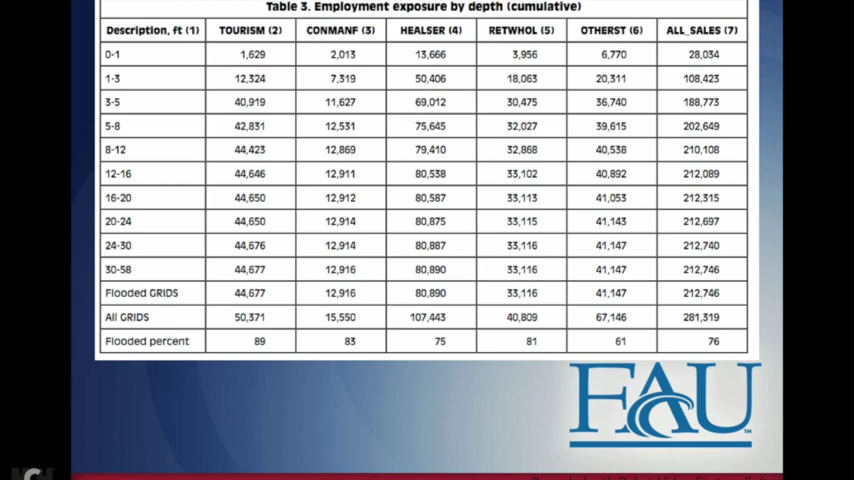 Table 3. Employment exposure by depth (cumulative)
Description, ft (1) TOURISM (2) CONMANF (3) HEALSER (4) RETWHOL (5) OTHERST (6) ALL_SALES (7)
0-1 1,629 2,013 13,666 3,956 6,770 28,034
1-3 12,324 7,319 50,406 18,063 20,311 108,423
3-5 40,919 11,627 69,012 30,475 36,740 188,773
5-8 42,831 12,531 75,645 32,027 39,615 202,649
8-12 44,423 12,869 79,410 32,868 40,538 210,108
12-16 44,646 12,911 80,538 33,102 40,892 212,089
16-20 44,650 12,912 80,587 33,113 41,053 212,315
20-24 44,650 12,914 80,875 33,115 41,143 212,697
24-30 44,676 12,914 80,887 33,116 41,147 212,740
30-58 44,677 12,916 80,890 33,116 41,147 212,746
Flooded GRIDS 44,677 12,916 80,890 33,116 41,147 212,746
All GRIDS 50,371 15,550 107,443 40,809 67,146 281,319
Flooded percent 89 83 75 81 61 76
FAU
TM